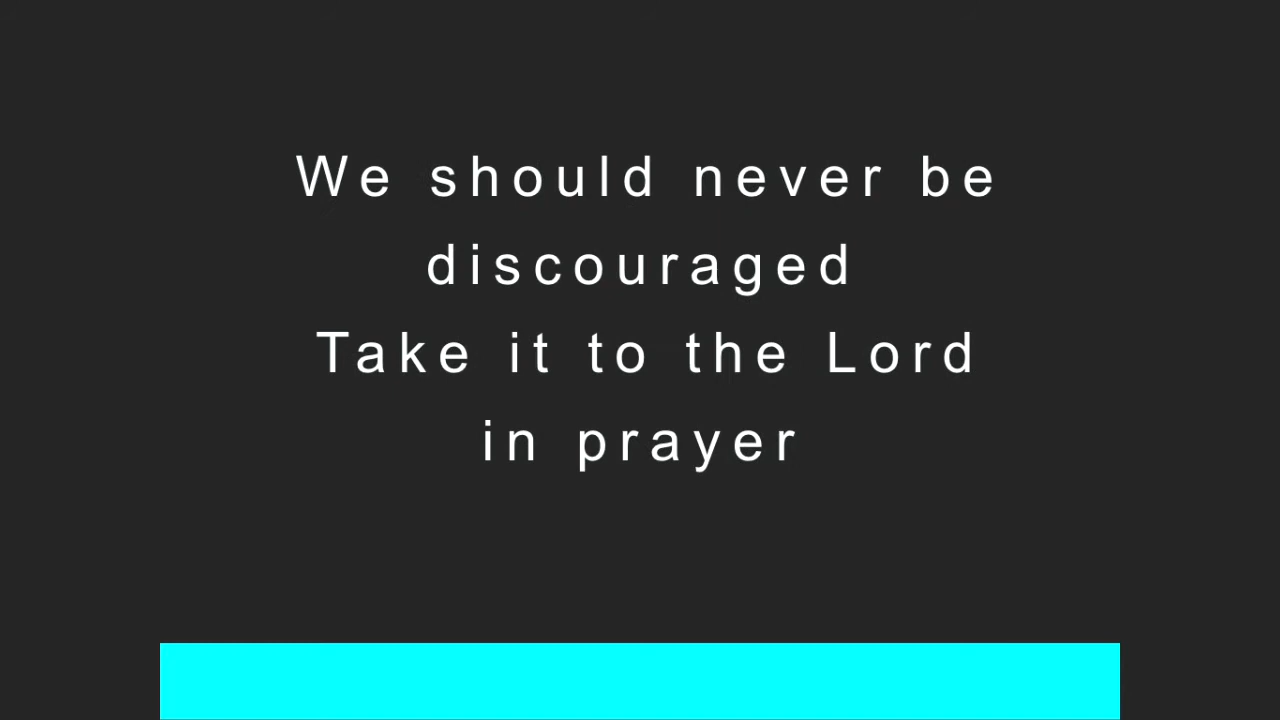 We should never be
discouraged
Take it to the Lord
in prayer